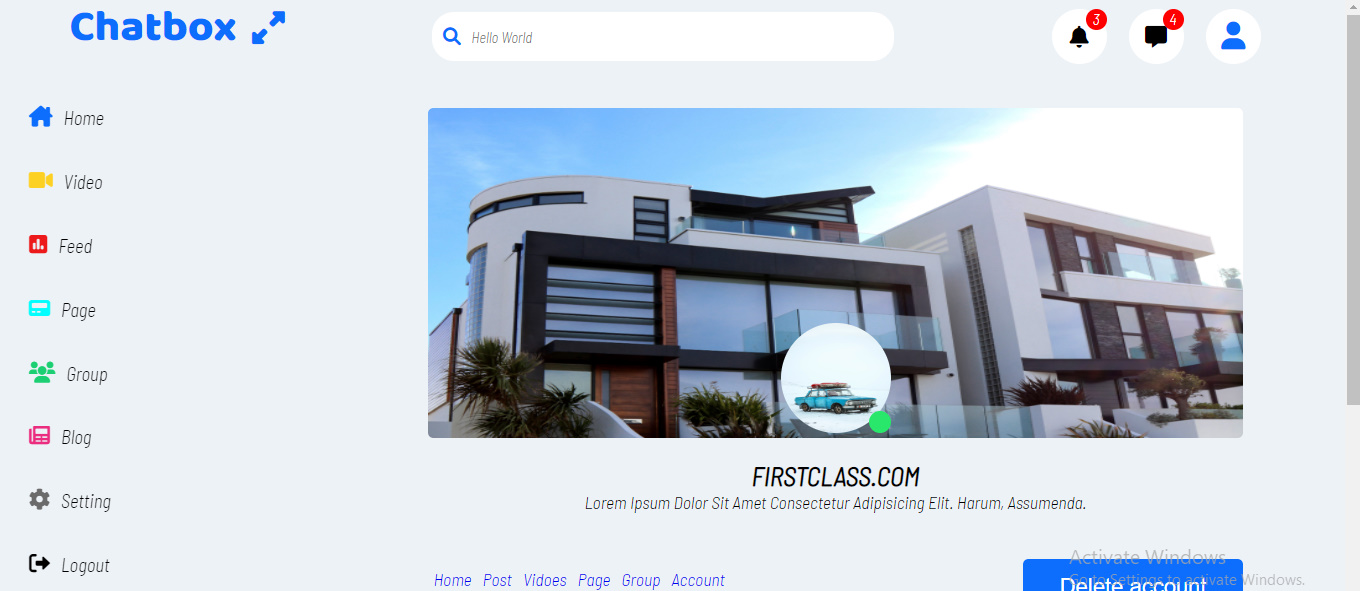 Chatbox
Hello World
3
4
Home
Video
Feed
Page
Group
Blog
Setting
Logout
FIRSTCLASS.COM
Lorem Ipsum Dolor Sit Amet Consectetur Adipisicing Elit. Harum, Assumenda.
Home Post Vidoes Page Group Account
Delete account
Activate Windows
Go to Settings to activate Windows.